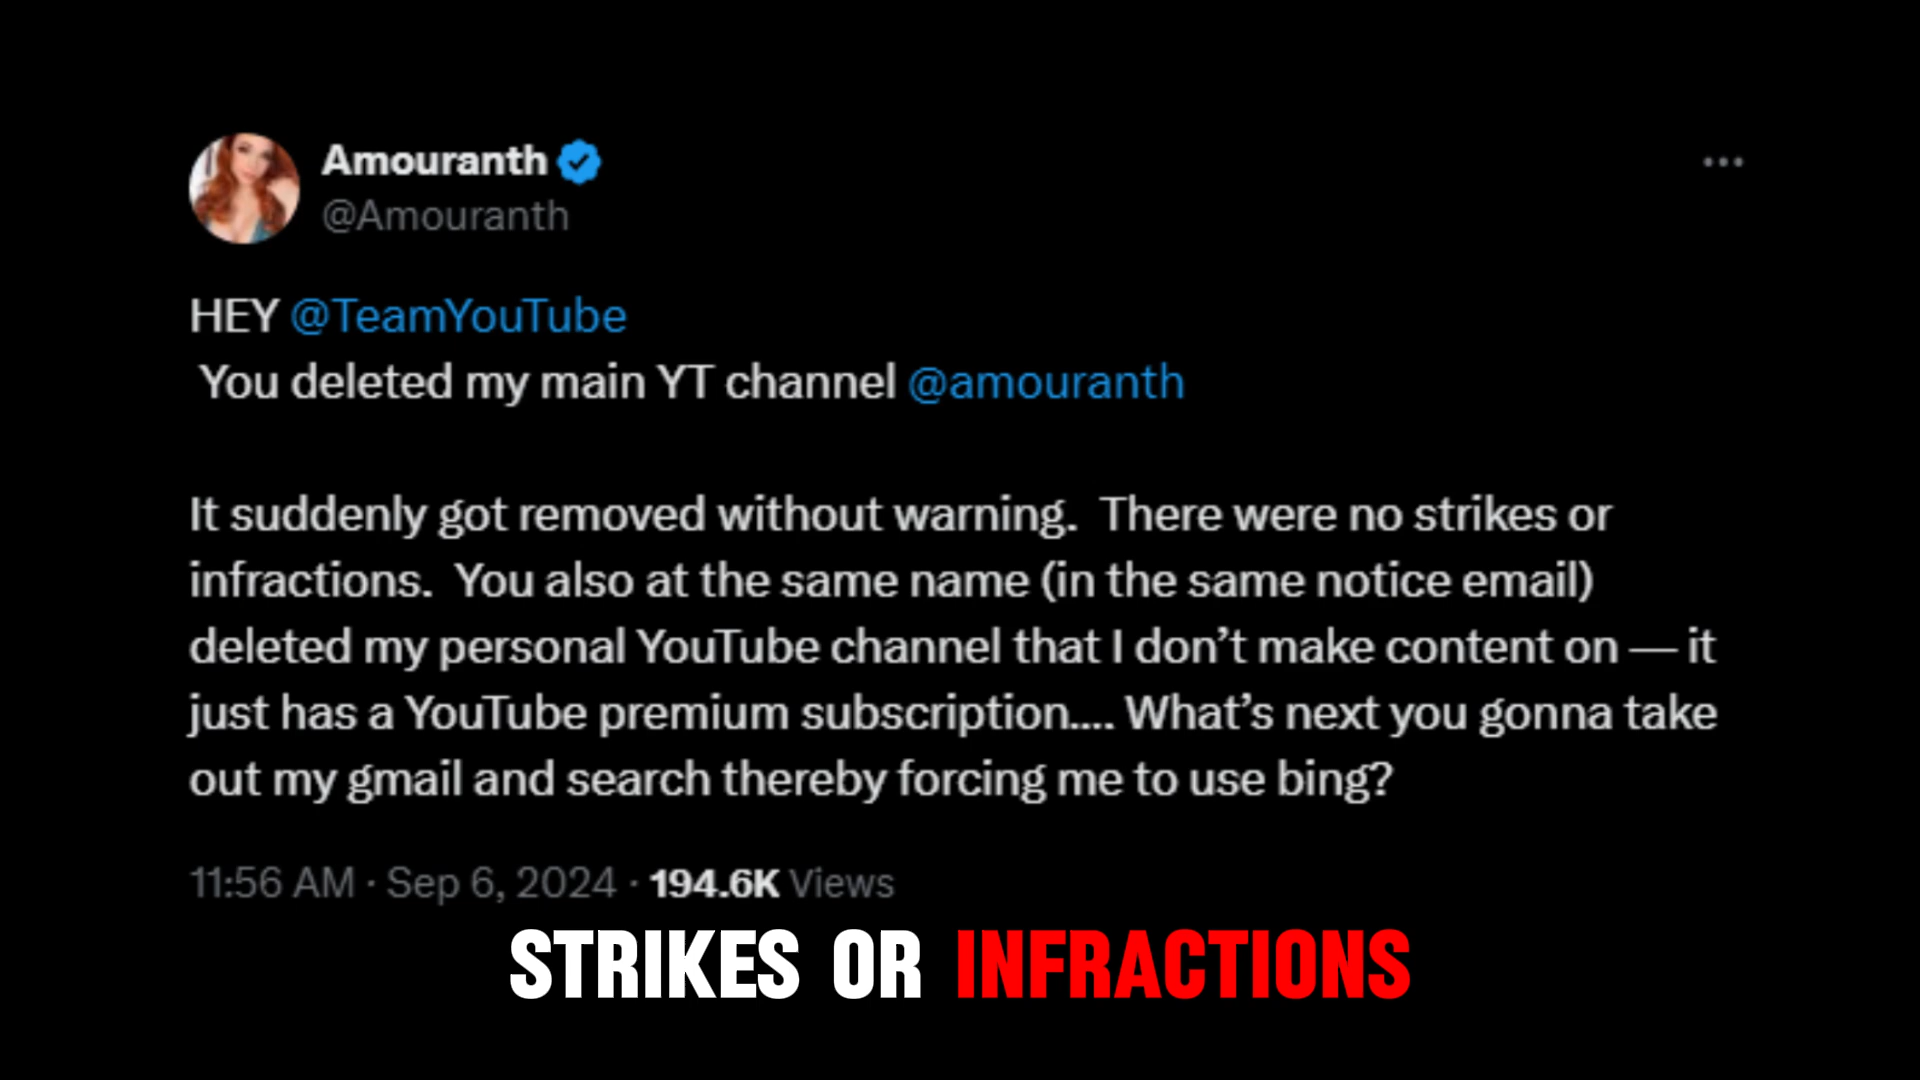 Amouranth
@Amouranth
HEY @TeamYouTube
You deleted my main YT channel @amouranth
It suddenly got removed without warning.  There were no strikes or
infractions.  You also at the same name (in the same notice email)
deleted my personal YouTube channel that I don’t make content on — it
just has a YouTube premium subscription.... What’s next you gonna take
out my gmail and search thereby forcing me to use bing?
11:56 AM · Sep 6, 2024 · 194.6K Views
STRIKES OR INFRACTIONS